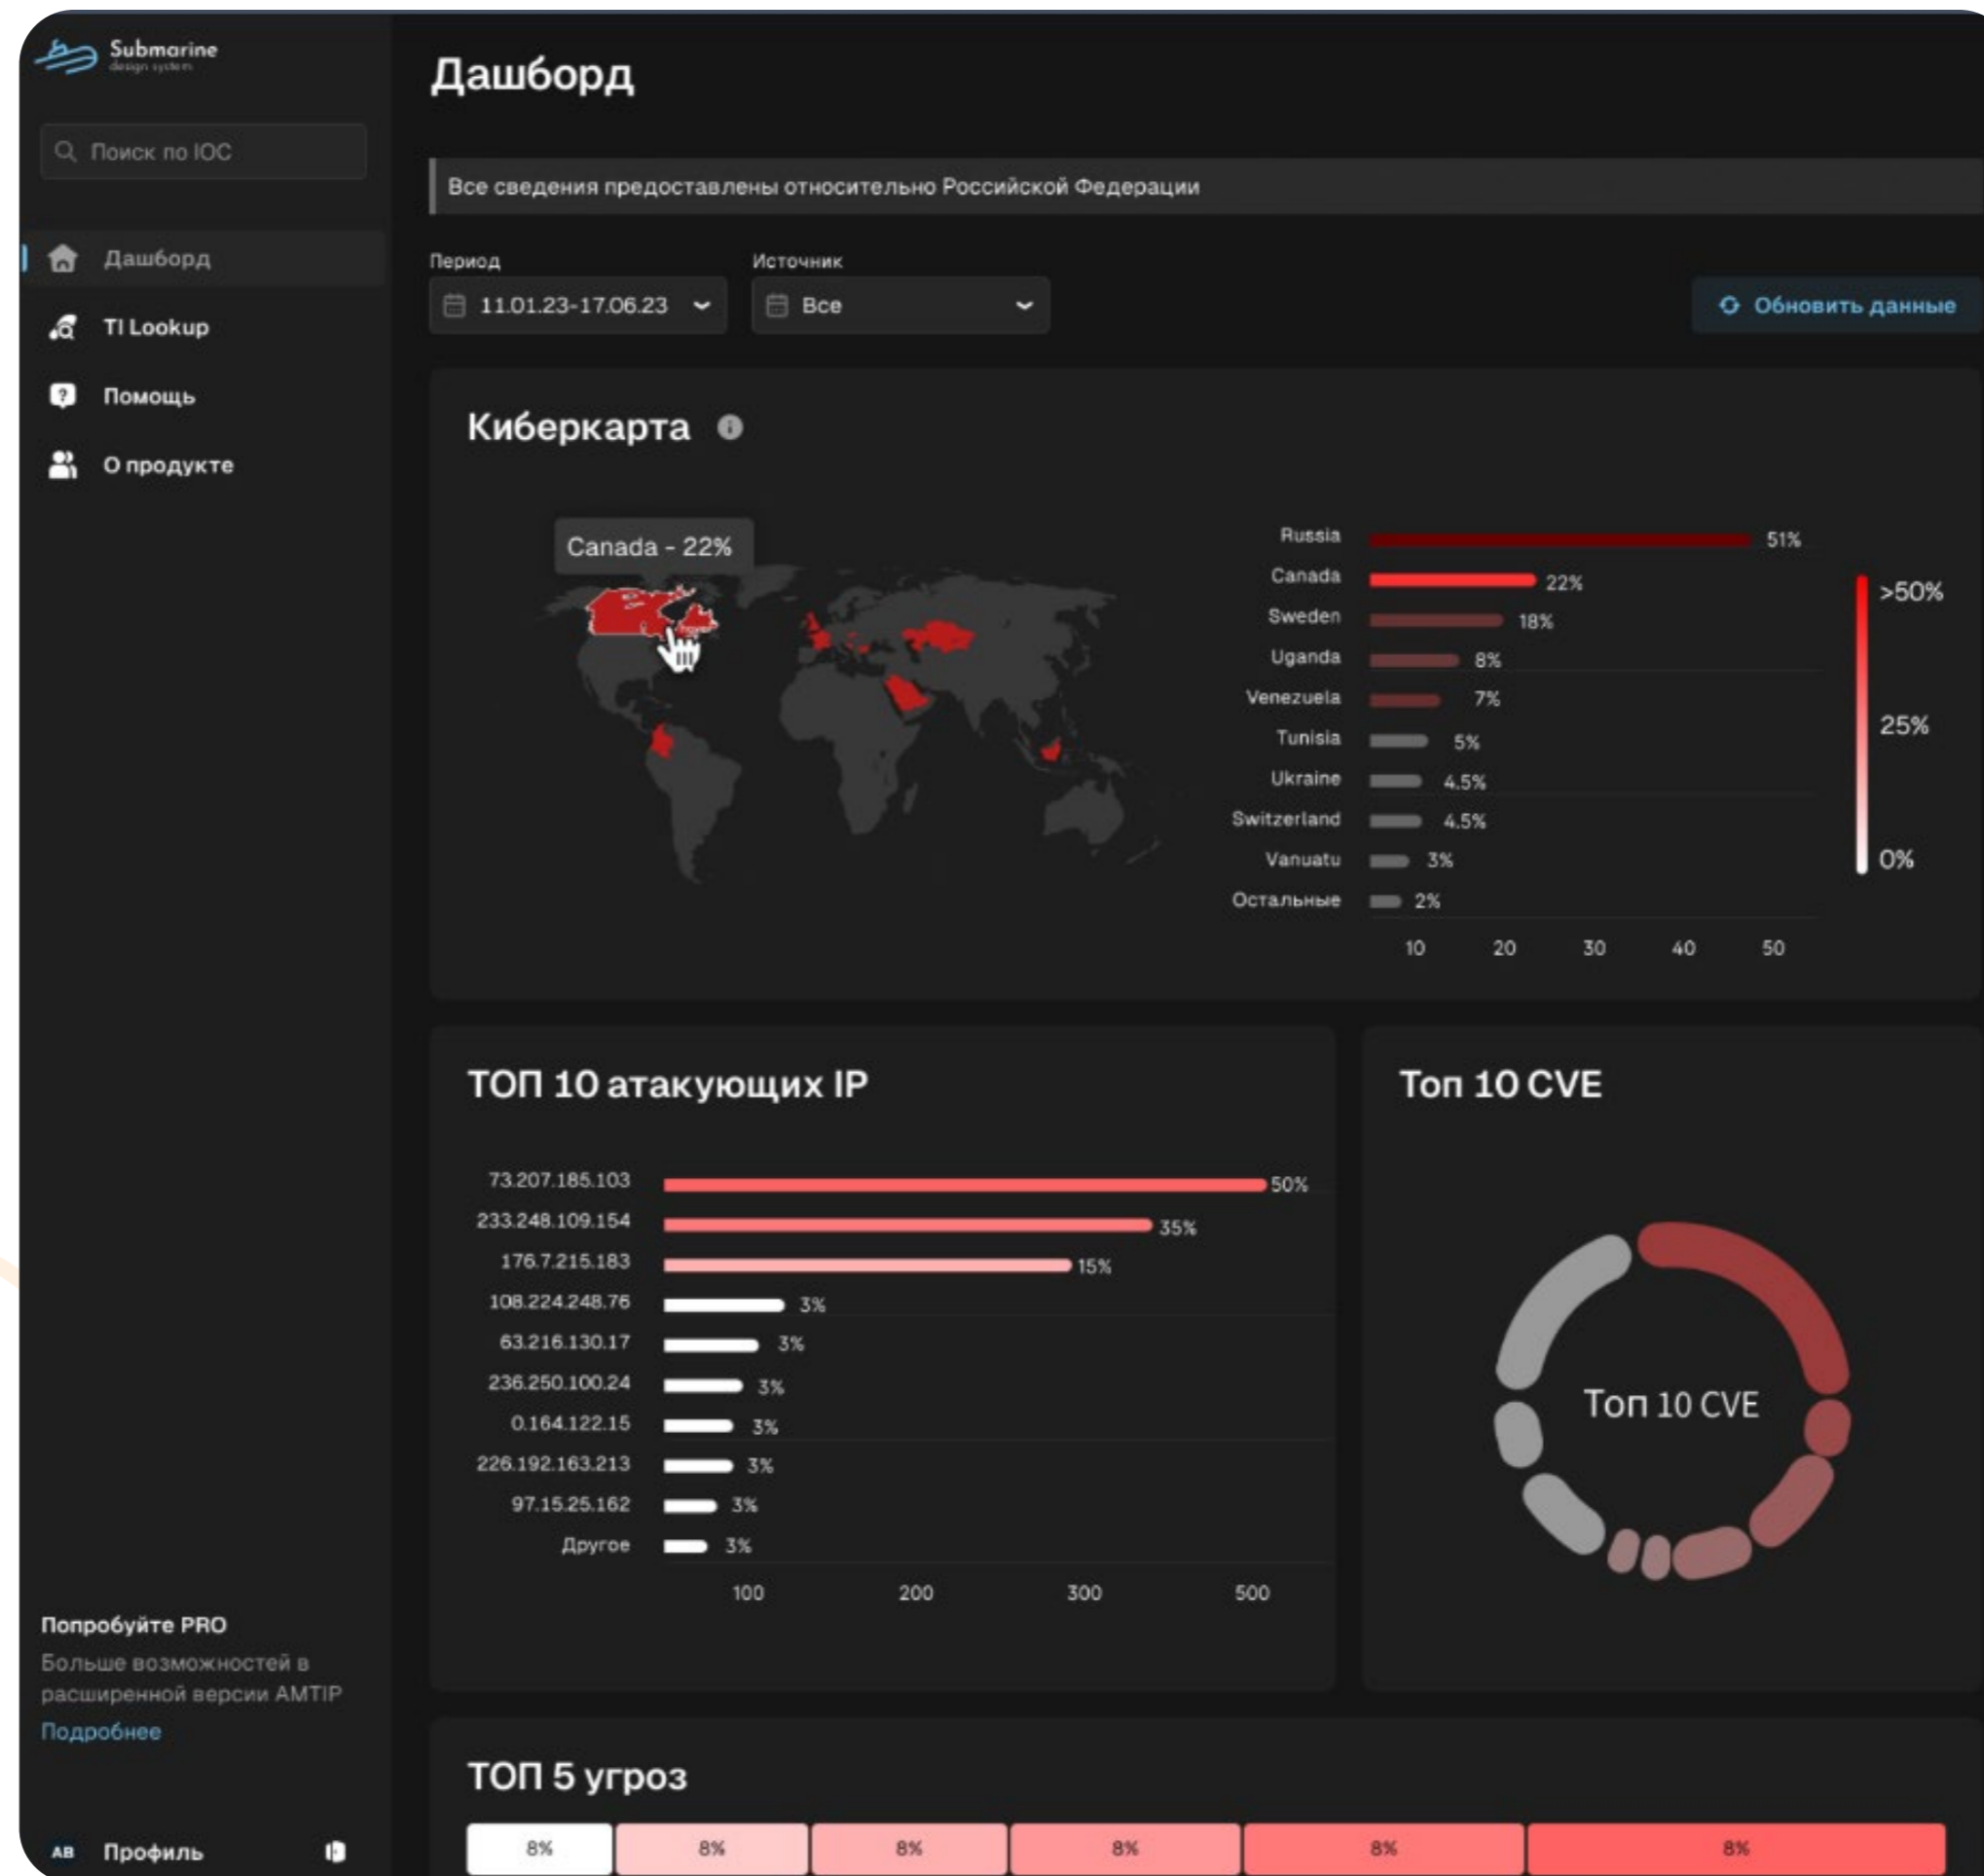 Submarine
design system
Поиск по IOC
Дашборд
TI Lookup
Помощь
О продукте
Попробуйте PRO
Больше возможностей в
расширенной версии AMTIP
Подробнее
AB Профиль
Дашборд
Все сведения предоставлены относительно Российской Федерации
Период
11.01.23-17.06.23
Источник
Все
Обновить данные
Киберкарта
Canada - 22%
Russia 51%
Canada 22%
Sweden 18%
Uganda 8%
Venezuela 7%
Tunisia 5%
Ukraine 4.5%
Switzerland 4.5%
Vanuatu 3%
Остальные 2%
10 20 30 40 50
>50%
25%
0%
ТОП 10 атакующих IP
73.207.185.103 50%
233.248.109.154 35%
176.7.215.183 15%
108.224.248.76 3%
63.216.130.17 3%
236.250.100.24 3%
0.164.122.15 3%
226.192.163.213 3%
97.15.25.162 3%
Другое 3%
100 200 300 500
Топ 10 CVE
Топ 10 CVE
ТОП 5 угроз
8% 8% 8% 8% 8% 8%